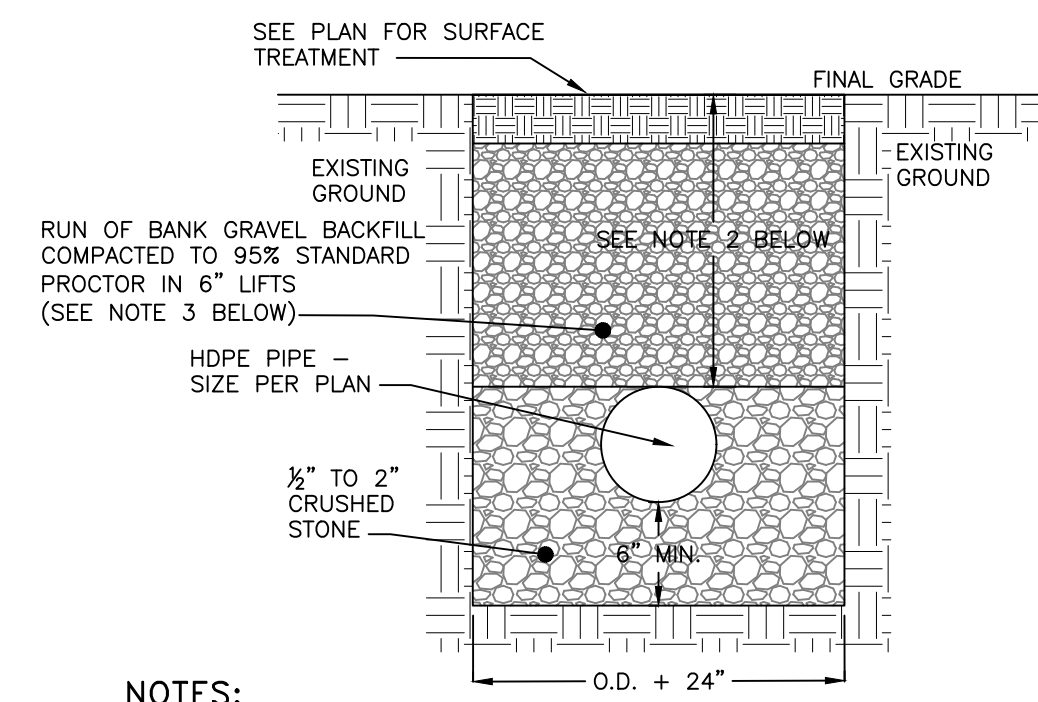 SEE PLAN FOR SURFACE
TREATMENT
FINAL GRADE
EXISTING
GROUND
EXISTING
GROUND
RUN OF BANK GRAVEL BACKFILL
COMPACTED TO 95% STANDARD
PROCTOR IN 6" LIFTS
(SEE NOTE 3 BELOW)
SEE NOTE 2 BELOW
HDPE PIPE –
SIZE PER PLAN
½" TO 2"
CRUSHED
STONE
6" MIN.
O.D. + 24"
NOTES: